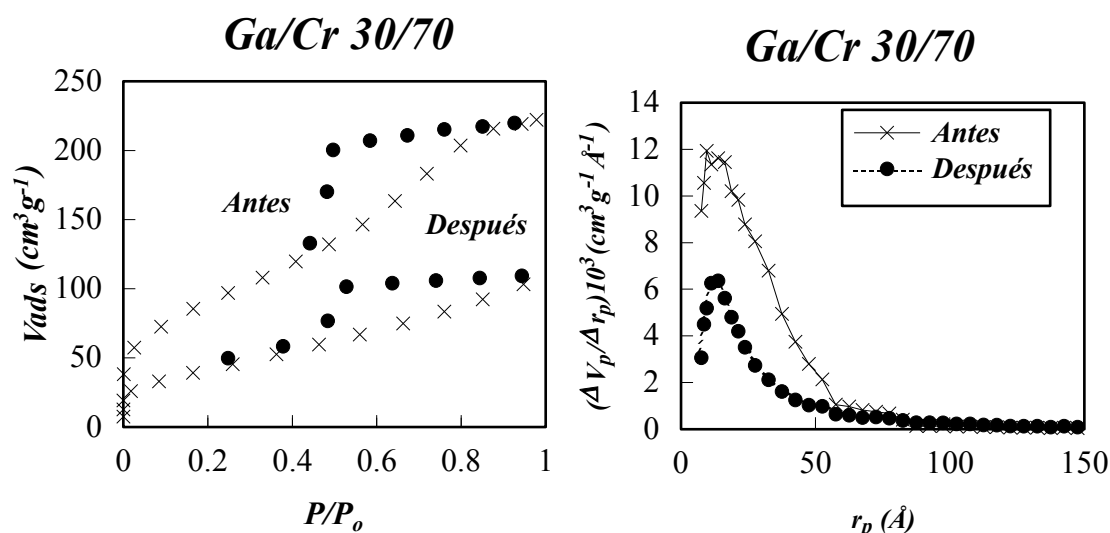 Ga/Cr 30/70
250
200
150
100
50
0
0 0.2 0.4 0.6 0.8 1
Vads (cm³g⁻¹)
P/Pₒ
Antes
Después
Ga/Cr 30/70
14
12
10
8
6
4
2
0
0 50 100 150
(ΔVₚ/Δrₚ)10³(cm³g⁻¹Å⁻¹)
rₚ (Å)
Antes
Después